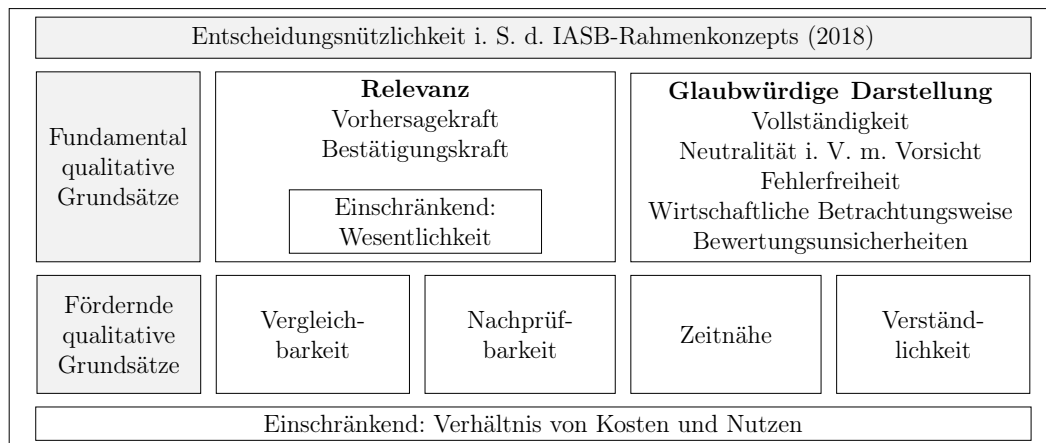 Entscheidungsnützlichkeit i. S. d. IASB-Rahmenkonzepts (2018)
Fundamental
qualitative
Grundsätze
Relevanz
Vorhersagekraft
Bestätigungskraft
Einschränkend:
Wesentlichkeit
Glaubwürdige Darstellung
Vollständigkeit
Neutralität i. V. m. Vorsicht
Fehlerfreiheit
Wirtschaftliche Betrachtungsweise
Bewertungsunsicherheiten
Fördernde
qualitative
Grundsätze
Vergleich-
barkeit
Nachprüf-
barkeit
Zeitnähe
Verständ-
lichkeit
Einschränkend: Verhältnis von Kosten und Nutzen